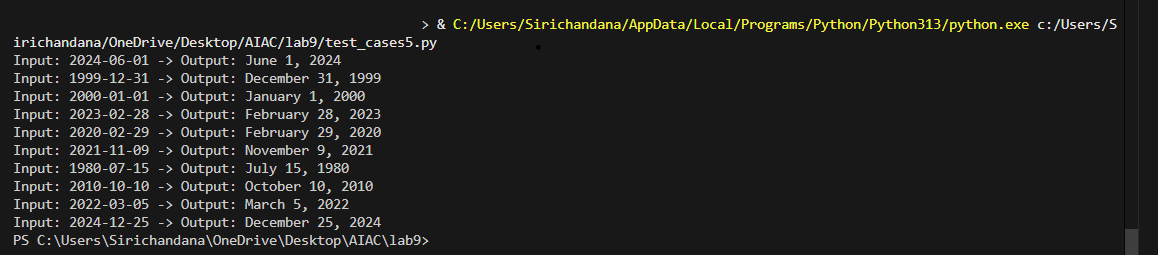 > & C:/Users/Sirichandana/AppData/Local/Programs/Python/Python313/python.exe c:/Users/S
irichandana/OneDrive/Desktop/AIAC/lab9/test_cases5.py
Input: 2024-06-01 -> Output: June 1, 2024
Input: 1999-12-31 -> Output: December 31, 1999
Input: 2000-01-01 -> Output: January 1, 2000
Input: 2023-02-28 -> Output: February 28, 2023
Input: 2020-02-29 -> Output: February 29, 2020
Input: 2021-11-09 -> Output: November 9, 2021
Input: 1980-07-15 -> Output: July 15, 1980
Input: 2010-10-10 -> Output: October 10, 2010
Input: 2022-03-05 -> Output: March 5, 2022
Input: 2024-12-25 -> Output: December 25, 2024
PS C:\Users\Sirichandana\OneDrive\Desktop\AIAC\lab9>